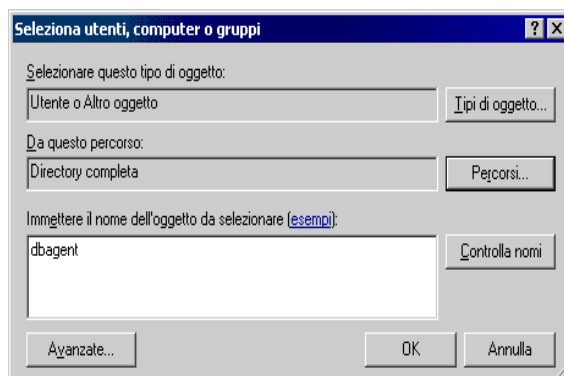 Seleziona utenti, computer o gruppi
Selezionare questo tipo di oggetto:
Utente o Altro oggetto
Tipi di oggetto...
Da questo percorso:
Directory completa
Percorsi...
Immettere il nome dell'oggetto da selezionare (esempi):
dbagent
Controlla nomi
Avanzate...
OK
Annulla